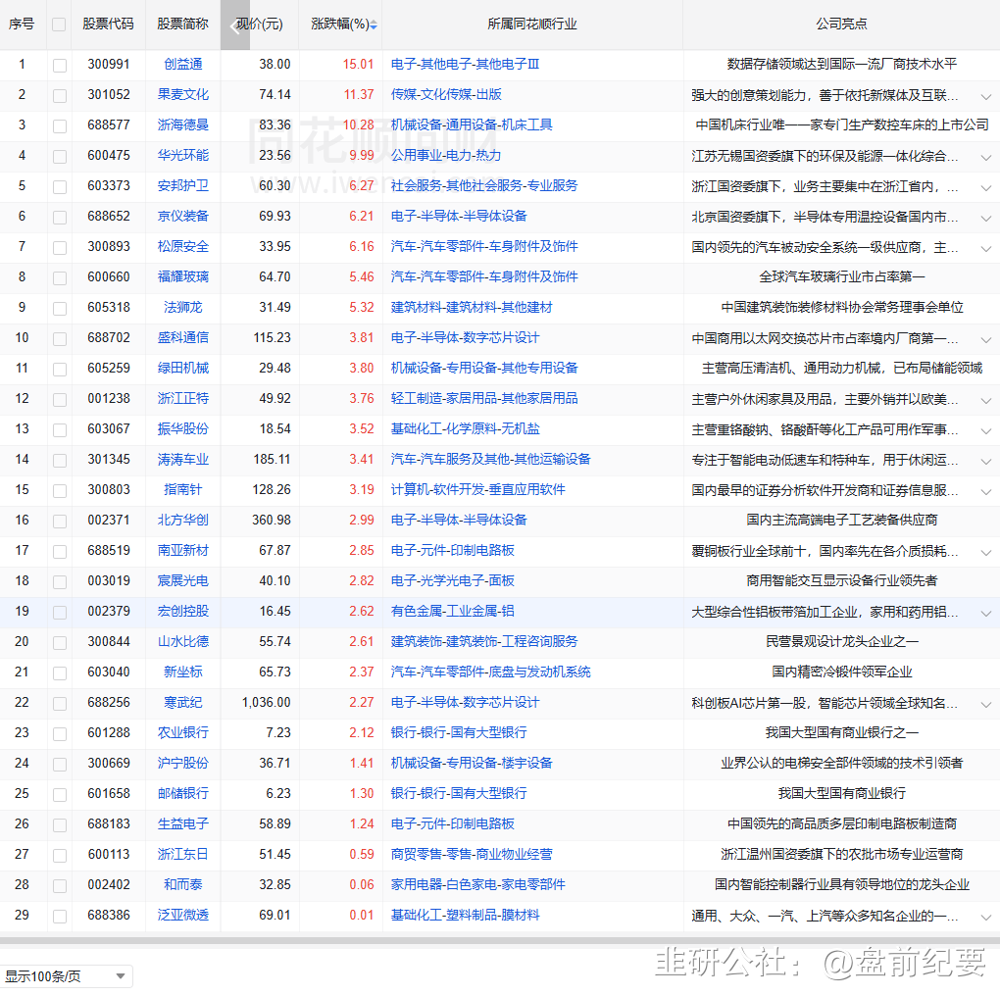 序号 股票代码 股票简称 现价(元) 涨跌幅(%) 所属同花顺行业 公司亮点
1 300991 创益通 38.00 15.01 电子-其他电子-其他电子Ⅲ 数据存储领域达到国际一流厂商技术水平
2 301052 果麦文化 74.14 11.37 传媒-文化传媒-出版 强大的创意策划能力，善于依托新媒体及互联...
3 688577 浙海德曼 83.36 10.28 机械设备-通用设备-机床工具 中国机床行业唯一一家专门生产数控车床的上市公司
4 600475 华光环能 23.56 9.99 公用事业-电力-热力 江苏无锡国资委旗下的环保及能源一体化综合...
5 603373 安邦护卫 60.30 6.27 社会服务-其他社会服务-专业服务 浙江国资委旗下，业务主要集中在浙江省内，...
6 688652 京仪装备 69.93 6.21 电子-半导体-半导体设备 北京国资委旗下，半导体专用温控设备国内市...
7 300893 松原安全 33.95 6.16 汽车-汽车零部件-车身附件及饰件 国内领先的汽车被动安全系统一级供应商，主...
8 600660 福耀玻璃 64.70 5.46 汽车-汽车零部件-车身附件及饰件 全球汽车玻璃行业市占率第一
9 605318 法狮龙 31.49 5.32 建筑材料-建筑材料-其他建材 中国建筑装饰装修材料协会常务理事会单位
10 688702 盛科通信 115.23 3.81 电子-半导体-数字芯片设计 中国商用以太网交换芯片市占率境内厂商第一...
11 605259 绿田机械 29.48 3.80 机械设备-专用设备-其他专用设备 主营高压清洁机、通用动力机械，已布局储能领域
12 001238 浙江正特 49.92 3.76 轻工制造-家居用品-其他家居用品 主营户外休闲家具及用品，主要外销并以欧美...
13 603067 振华股份 18.54 3.52 基础化工-化学原料-无机盐 主营重铬酸钠、铬酸酐等化工产品可用作军事...
14 301345 涛涛车业 185.11 3.41 汽车-汽车服务及其他-其他运输设备 专注于智能电动低速车和特种车，用于休闲运...
15 300803 指南针 128.26 3.19 计算机-软件开发-垂直应用软件 国内最早的证券分析软件开发商和证券信息服...
16 002371 北方华创 360.98 2.99 电子-半导体-半导体设备 国内主流高端电子工艺装备供应商
17 688519 南亚新材 67.87 2.85 电子-元件-印制电路板 覆铜板行业全球前十，国内率先在各介质损耗...
18 003019 宸展光电 40.10 2.82 电子-光学光电子-面板 商用智能交互显示设备行业领先者
19 002379 宏创控股 16.45 2.62 有色金属-工业金属-铝 大型综合性铝板带箔加工企业，家用和药用铝...
20 300844 山水比德 55.74 2.61 建筑装饰-建筑装饰-工程咨询服务 民营景观设计龙头企业之一
21 603040 新坐标 65.73 2.37 汽车-汽车零部件-底盘与发动机系统 国内精密冷锻件领军企业
22 688256 寒武纪 1,036.00 2.27 电子-半导体-数字芯片设计 科创板AI芯片第一股，智能芯片领域全球知名...
23 601288 农业银行 7.23 2.12 银行-银行-国有大型银行 我国大型国有商业银行之一
24 300669 沪宁股份 36.71 1.41 机械设备-专用设备-楼宇设备 业界公认的电梯安全部件领域的技术引领者
25 601658 邮储银行 6.23 1.30 银行-银行-国有大型银行 我国大型国有商业银行
26 688183 生益电子 58.89 1.24 电子-元件-印制电路板 中国领先的高品质多层印制电路板制造商
27 600113 浙江东日 51.45 0.59 商贸零售-零售-商业物业经营 浙江温州国资委旗下的农批市场专业运营商
28 002402 和而泰 32.85 0.06 家用电器-白色家电-家电零部件 国内智能控制器行业具有领导地位的龙头企业
29 688386 泛亚微透 69.01 0.01 基础化工-塑料制品-膜材料 通用、大众、一汽、上汽等众多知名企业的一...
显示100条/页
韭研公社：@盘前纪要